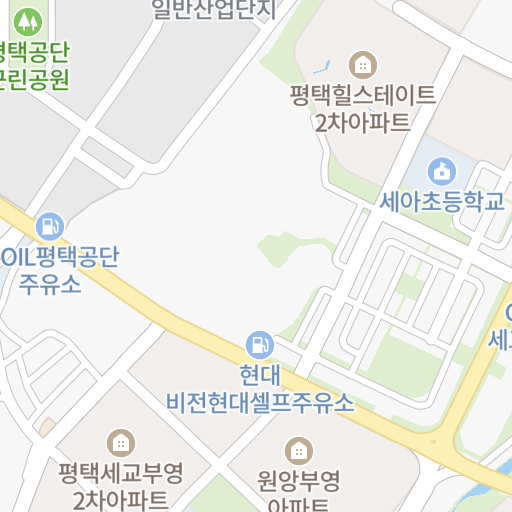 일반산업단지
평택공단
근린공원
평택힐스테이트
2차아파트
세아초등학교
OIL평택공단
주유소
세교
현대
비전현대셀프주유소
평택세교부영
2차아파트
원앙부영
아파트